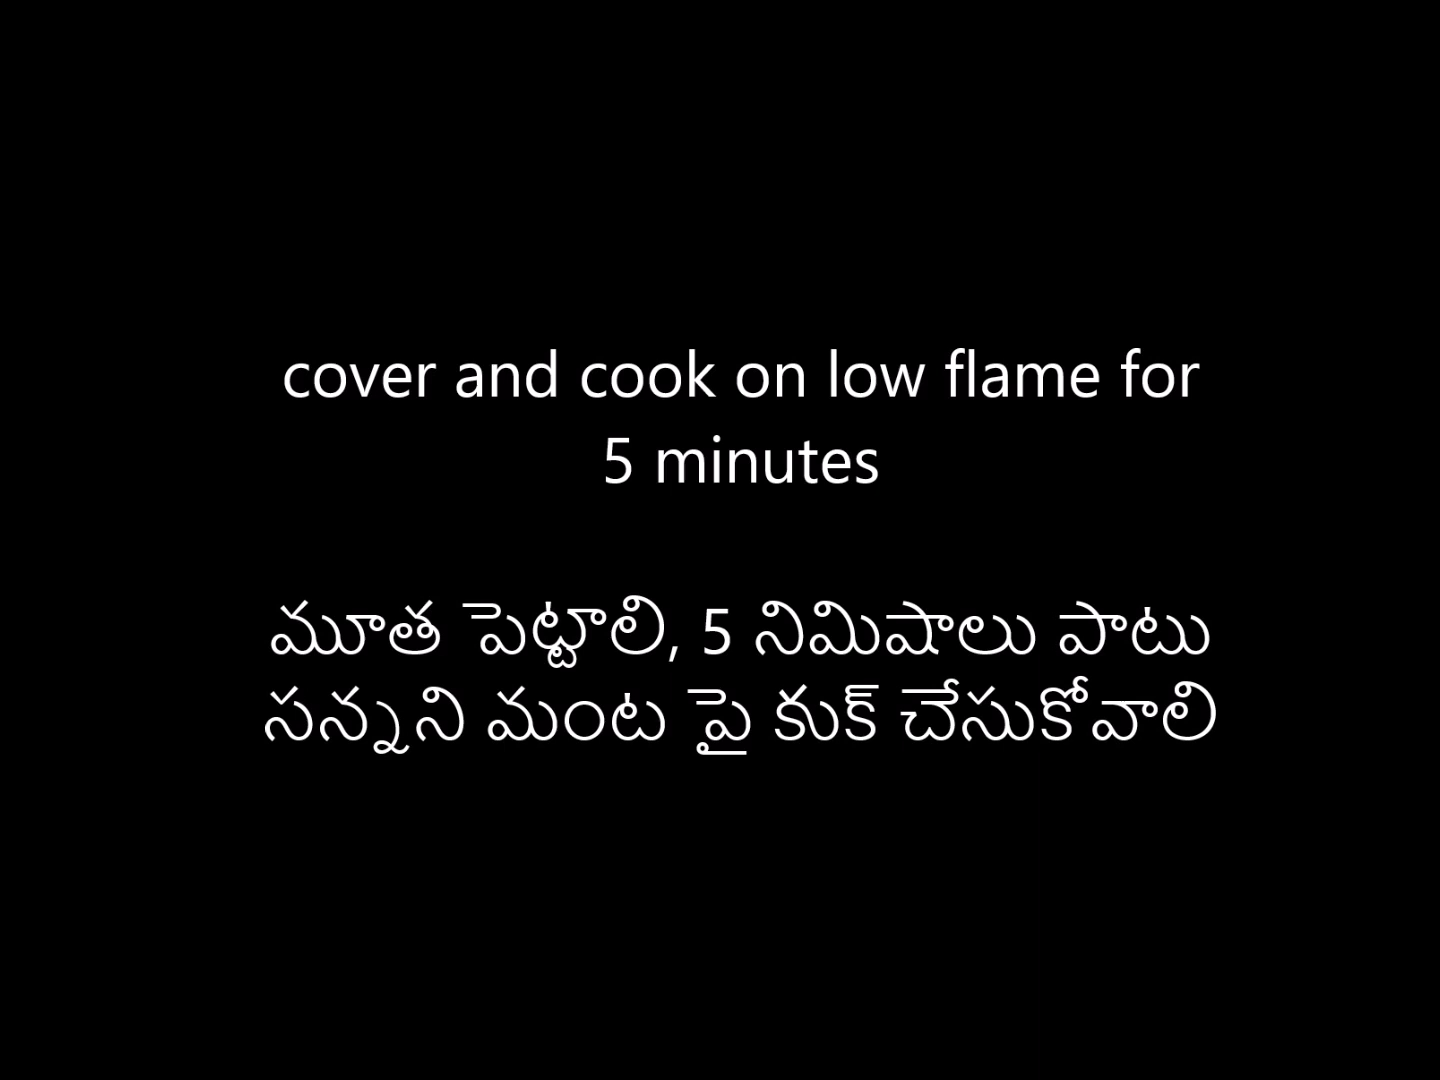 cover and cook on low flame for
5 minutes
మూత పెట్టాలి, 5 నిమిషాలు పాటు
సన్నని మంట పై కుక్ చేసుకోవాలి